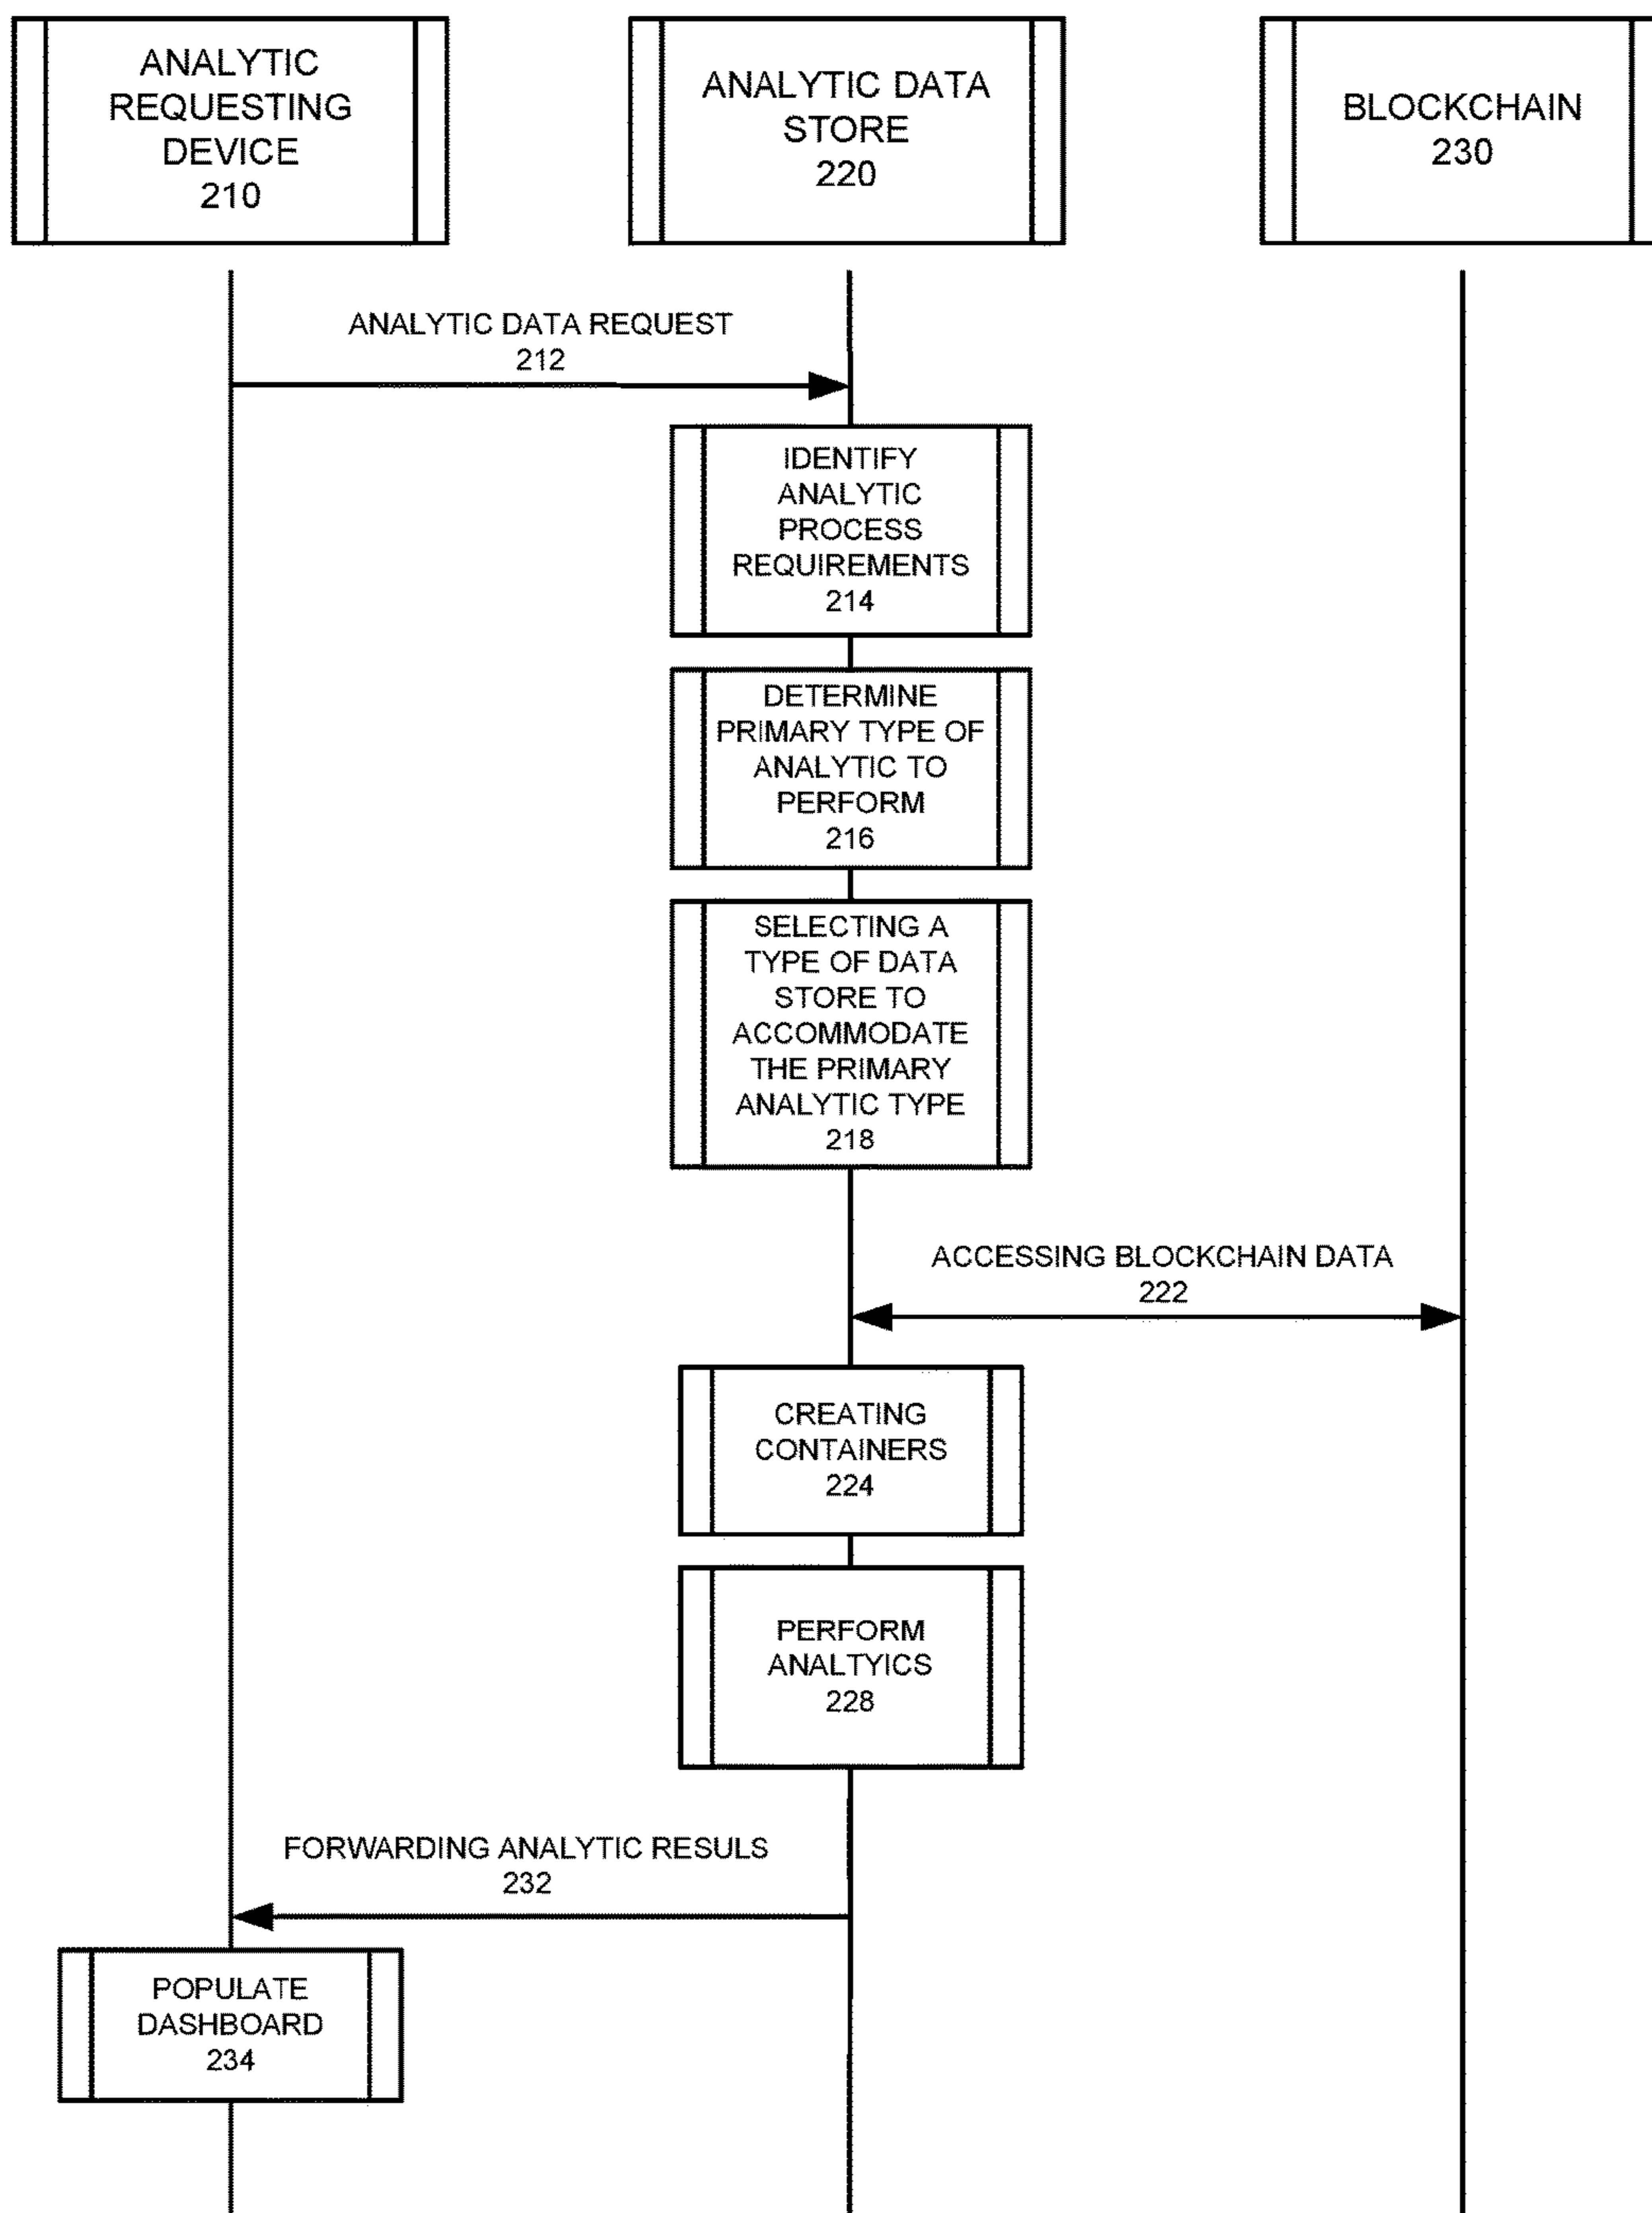 ANALYTIC
REQUESTING
DEVICE
210
ANALYTIC DATA
STORE
220
BLOCKCHAIN
230
ANALYTIC DATA REQUEST
212
IDENTIFY
ANALYTIC
PROCESS
REQUIREMENTS
214
DETERMINE
PRIMARY TYPE OF
ANALYTIC TO
PERFORM
216
SELECTING A
TYPE OF DATA
STORE TO
ACCOMMODATE
THE PRIMARY
ANALYTIC TYPE
218
ACCESSING BLOCKCHAIN DATA
222
CREATING
CONTAINERS
224
PERFORM
ANALTYICS
228
FORWARDING ANALYTIC RESULS
232
POPULATE
DASHBOARD
234